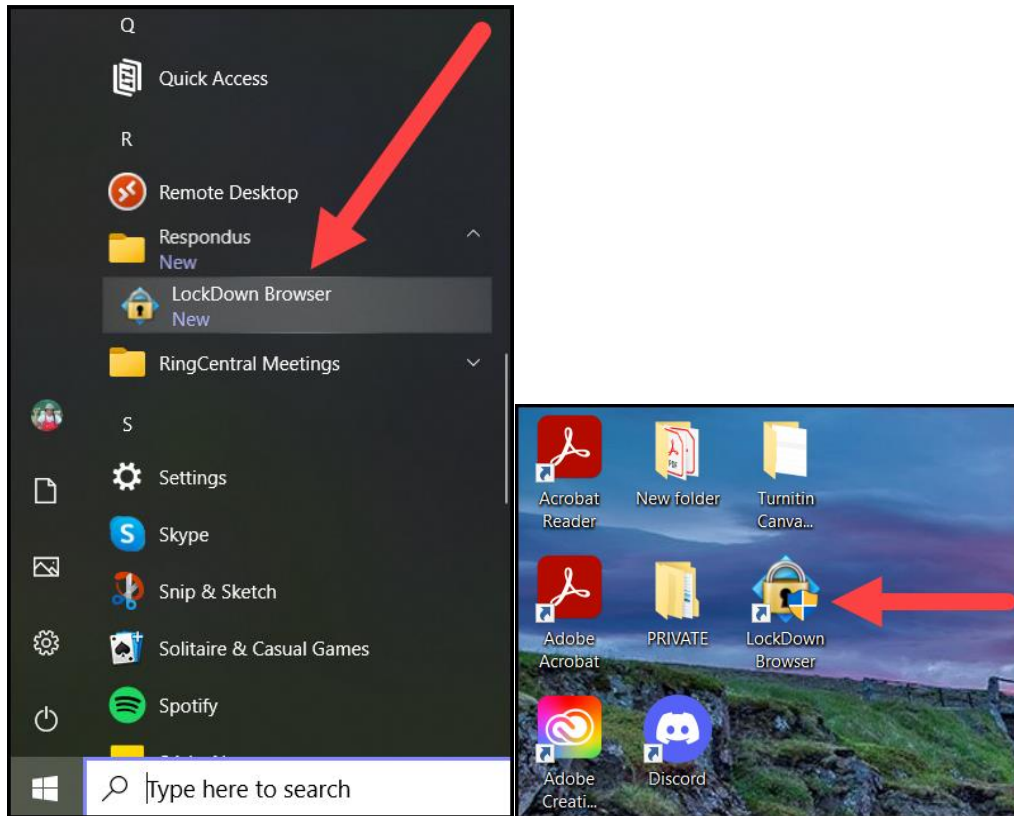 Q
Quick Access
R
Remote Desktop
Respondus
New
LockDown Browser
New
RingCentral Meetings
S
Settings
Skype
Snip & Sketch
Solitaire & Casual Games
Spotify
Type here to search
Acrobat
Reader
New folder
Turnitin
Canva...
Adobe
Acrobat
PRIVATE
LockDown
Browser
Adobe
Creati...
Discord